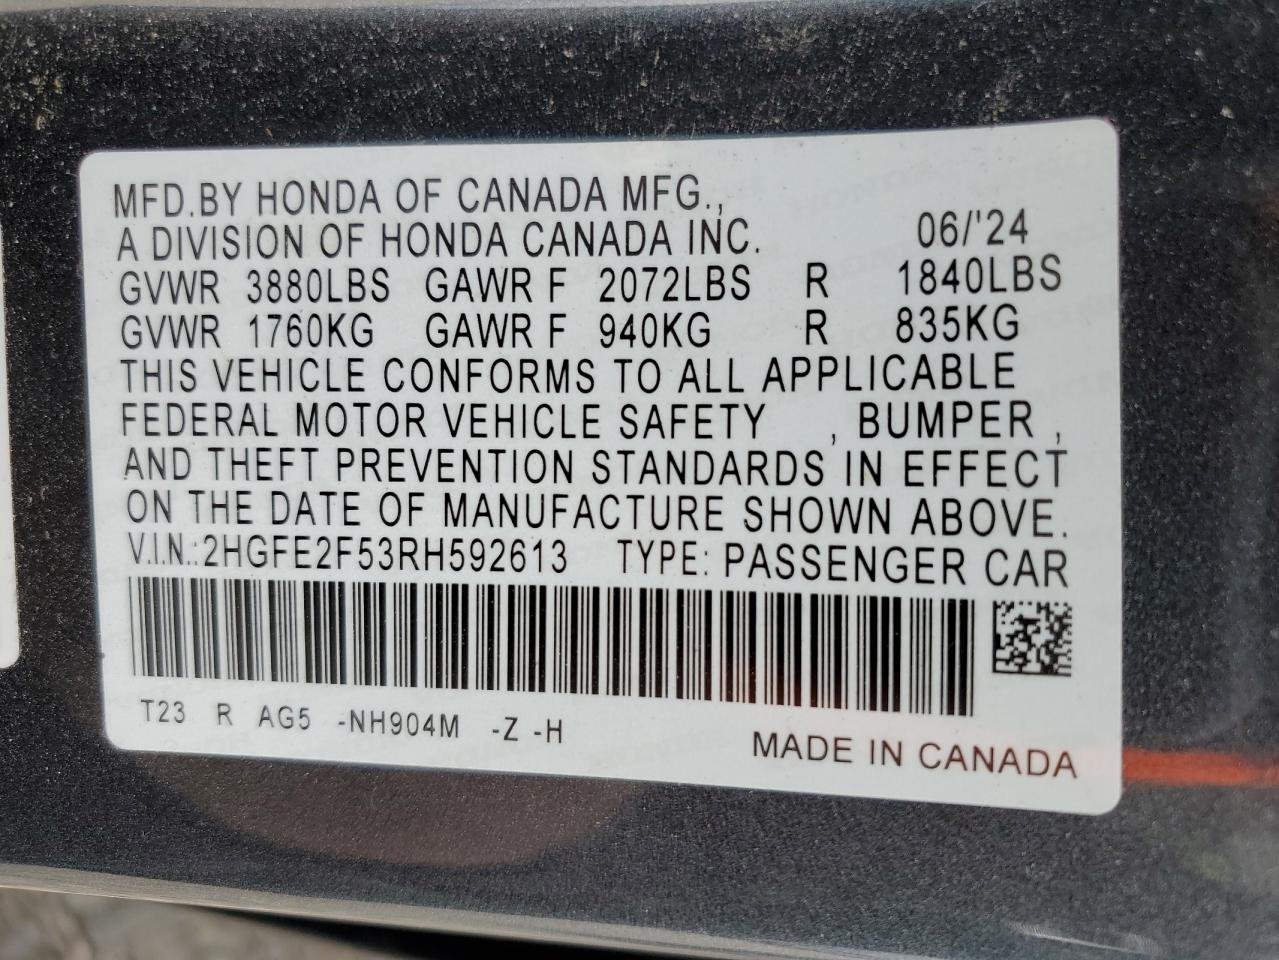 MFD.BY HONDA OF CANADA MFG.,
A DIVISION OF HONDA CANADA INC. 06/'24
GVWR 3880LBS GAWR F 2072LBS R 1840LBS
GVWR 1760KG GAWR F 940KG R 835KG
THIS VEHICLE CONFORMS TO ALL APPLICABLE
FEDERAL MOTOR VEHICLE SAFETY , BUMPER ,
AND THEFT PREVENTION STANDARDS IN EFFECT
ON THE DATE OF MANUFACTURE SHOWN ABOVE.
V.I.N.:2HGFE2F53RH592613 TYPE: PASSENGER CAR
T23 R AG5 -NH904M -Z -H
MADE IN CANADA